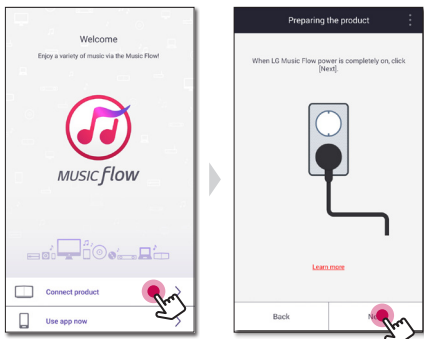 Welcome
Enjoy a variety of music via the Music Flow!
MUSIC flow
Connect product
Use app now
Preparing the product
When LG Music Flow power is completely on, click
[Next].
Learn more
Back